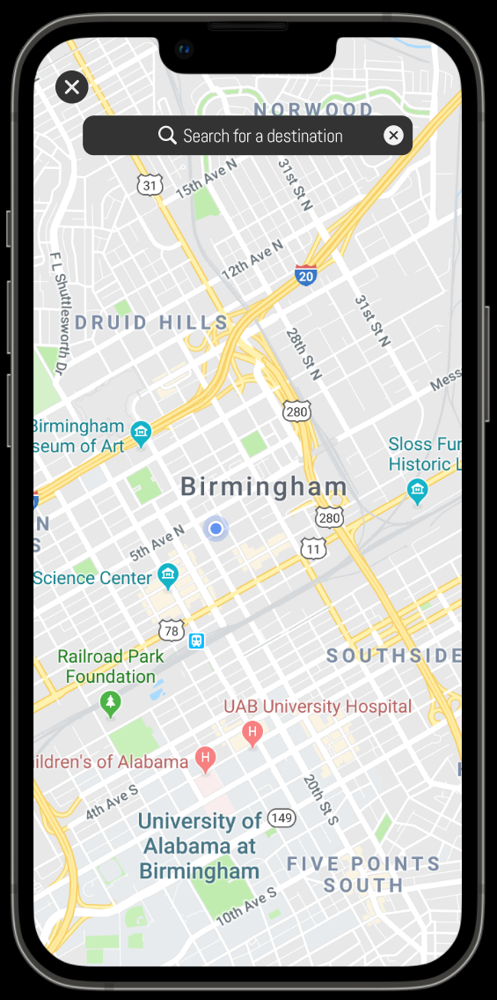 NORWOOD
Search for a destination
31
15th Ave N
31st St N
12th Ave N
20
F L Shuttlesworth Dr
DRUID HILLS
31st St N
28th St N
Mess
280
Birmingham
seum of Art
Sloss Fur
Historic L
Birmingham
N
S
280
5th Ave N
11
Science Center
78
Railroad Park
Foundation
SOUTHSIDE
UAB University Hospital
H
H
ildren's of Alabama
4th Ave S
20th St S
University of
Alabama at
Birmingham
149
FIVE POINTS
SOUTH
10th Ave S